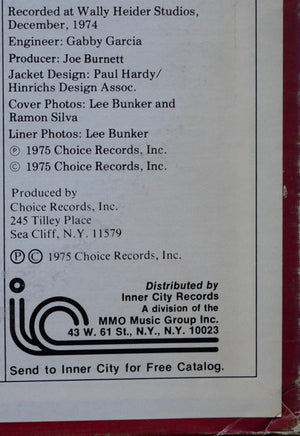 Recorded at Wally Heider Studios,
December, 1974
Engineer: Gabby Garcia
Producer: Joe Burnett
Jacket Design: Paul Hardy/
Hinrichs Design Assoc.
Cover Photos: Lee Bunker and
Ramon Silva
Liner Photos: Lee Bunker
℗ 1975 Choice Records, Inc.
© 1975 Choice Records, Inc.
Produced by
Choice Records, Inc.
245 Tilley Place
Sea Cliff, N.Y. 11579
℗ © 1975 Choice Records, Inc.
ic
Distributed by
Inner City Records
A division of the
MMO Music Group Inc.
43 W. 61 St., N.Y., N.Y. 10023
Send to Inner City for Free Catalog.